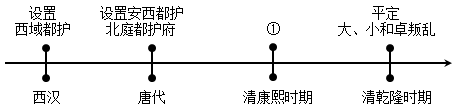 设置
西域都护
设置安西都护
北庭都护府
①
平定
大、小和卓叛乱
西汉
唐代
清康熙时期
清乾隆时期